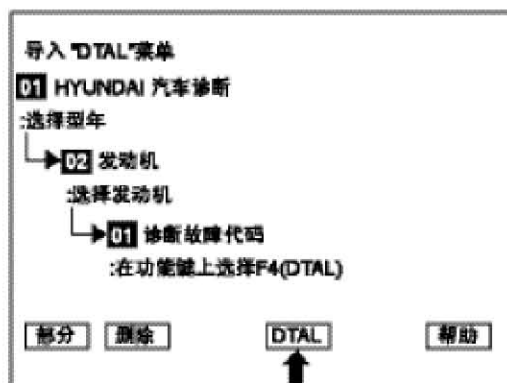 导入"DTAL"菜单
01 HYUNDAI 汽车诊断
:选择型年
02 发动机
:选择发动机
01 诊断故障代码
:在功能键上选择F4(DTAL)
部分 删除 DTAL 帮助